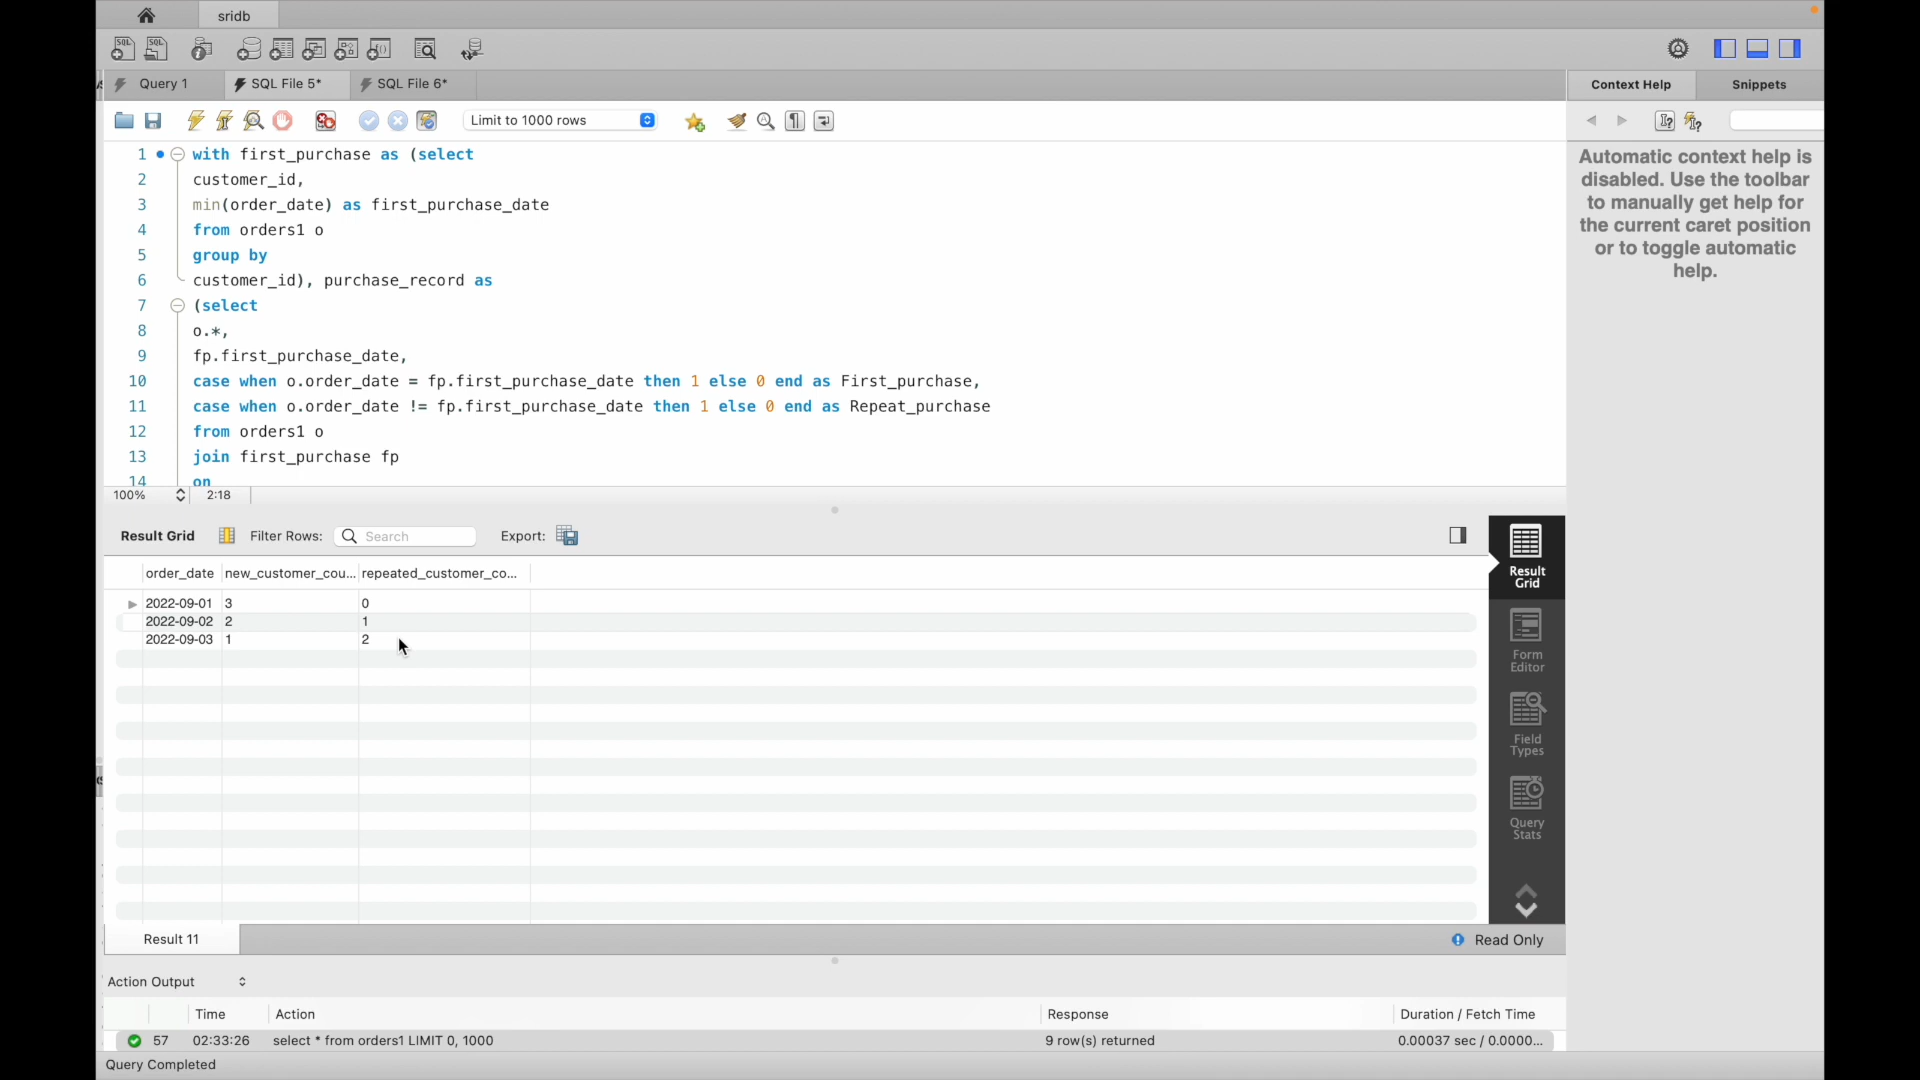 sridb
Query 1
SQL File 5*
SQL File 6*
Context Help
Snippets
Limit to 1000 rows
1 with first_purchase as (select
2 customer_id,
3 min(order_date) as first_purchase_date
4 from orders1 o
5 group by
6 customer_id), purchase_record as
7 (select
8 o.*,
9 fp.first_purchase_date,
10 case when o.order_date = fp.first_purchase_date then 1 else 0 end as First_purchase,
11 case when o.order_date != fp.first_purchase_date then 1 else 0 end as Repeat_purchase
12 from orders1 o
13 join first_purchase fp
14 on
Automatic context help is
disabled. Use the toolbar
to manually get help for
the current caret position
or to toggle automatic
help.
100% 2:18
Result Grid Filter Rows: Search Export:
order_date new_customer_cou... repeated_customer_co...
2022-09-01 3 0
2022-09-02 2 1
2022-09-03 1 2
Result
Grid
Form
Editor
Field
Types
Query
Stats
Result 11
Read Only
Action Output
Time Action Response Duration / Fetch Time
57 02:33:26 select * from orders1 LIMIT 0, 1000 9 row(s) returned 0.00037 sec / 0.0000...
Query Completed